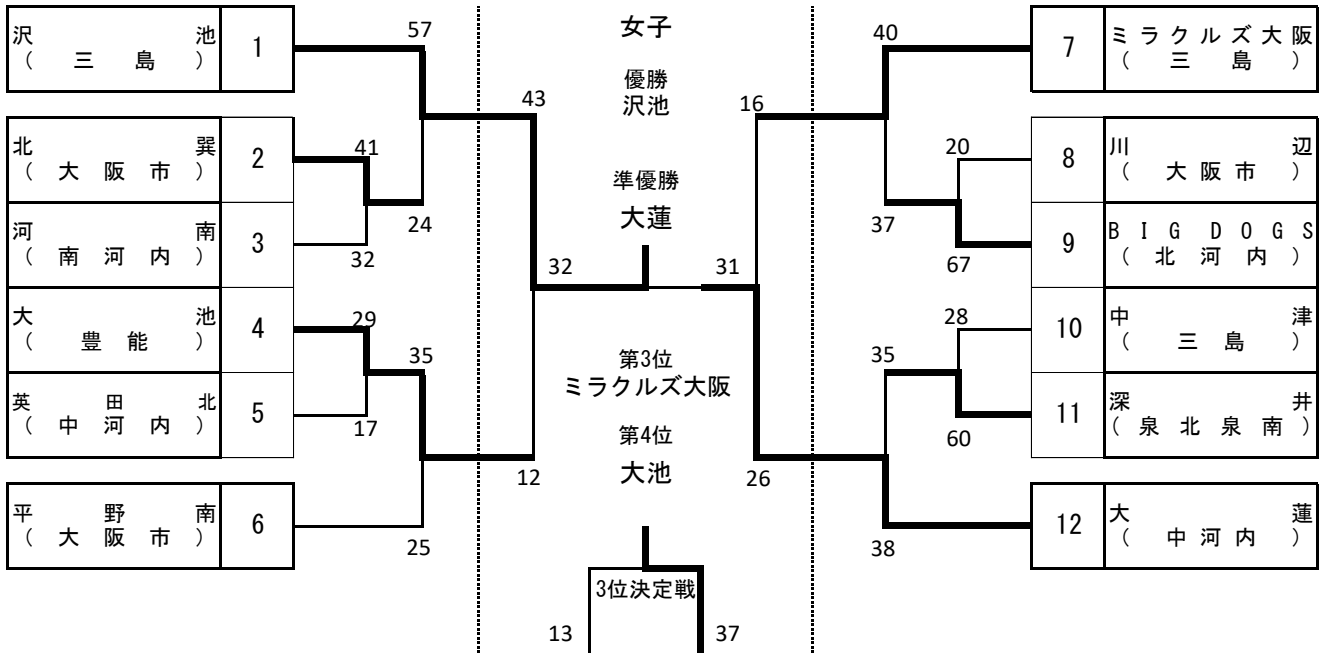 沢池
(三島)
1
57
女子
40
7
ミラクルズ大阪
(三島)
優勝
沢池
43
16
北巽
(大阪市)
2
41
20
8
川辺
(大阪市)
準優勝
大蓮
24
37
河南
(南河内)
3
32
67
9
BIG DOGS
(北河内)
32
31
大池
(豊能)
4
29
28
10
中津
(三島)
35
35
第3位
ミラクルズ大阪
英田北
(中河内)
5
17
60
11
深井
(泉北泉南)
第4位
大池
12
26
平野南
(大阪市)
6
25
38
12
大蓮
(中河内)
3位決定戦
13
37